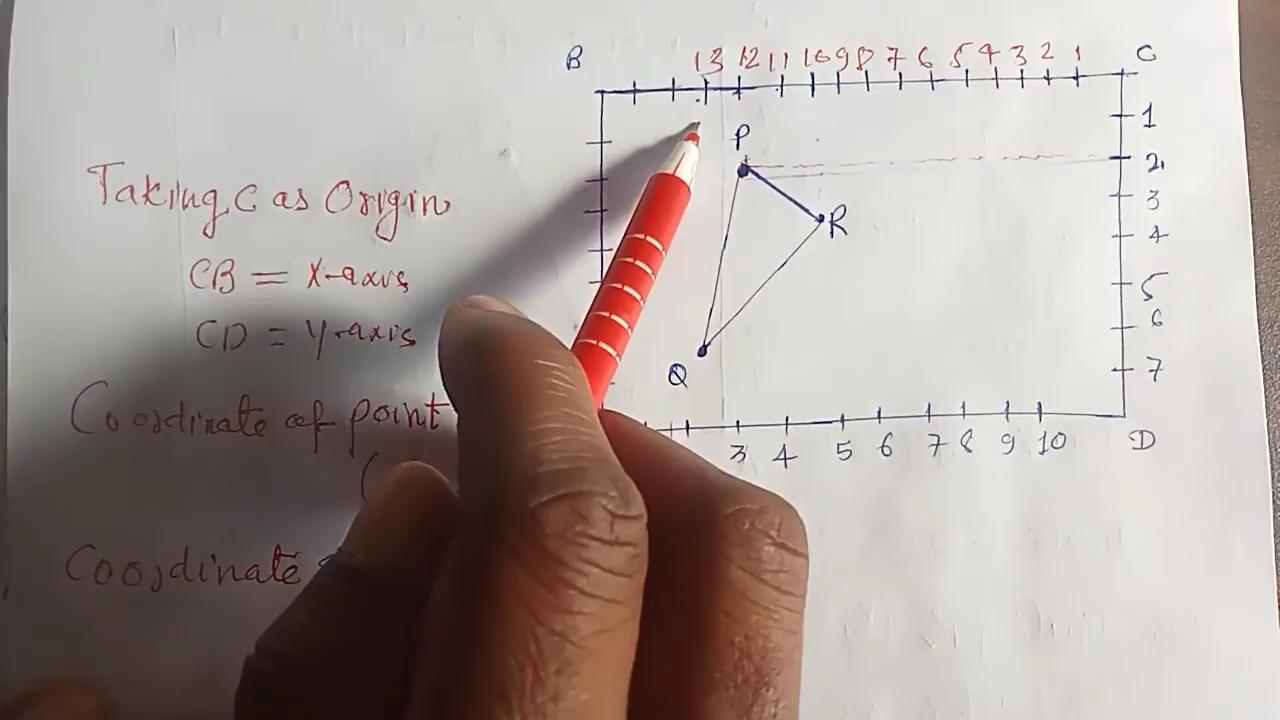 B 13 12 11 10 9 8 7 6 5 4 3 2 1 C
1
P
2
Taking C as Origin
3
R
4
CB = X-axis
5
CD = Y-axis
6
Q
7
Coordinate of point
3 4 5 6 7 8 9 10 D
(
Coordinate